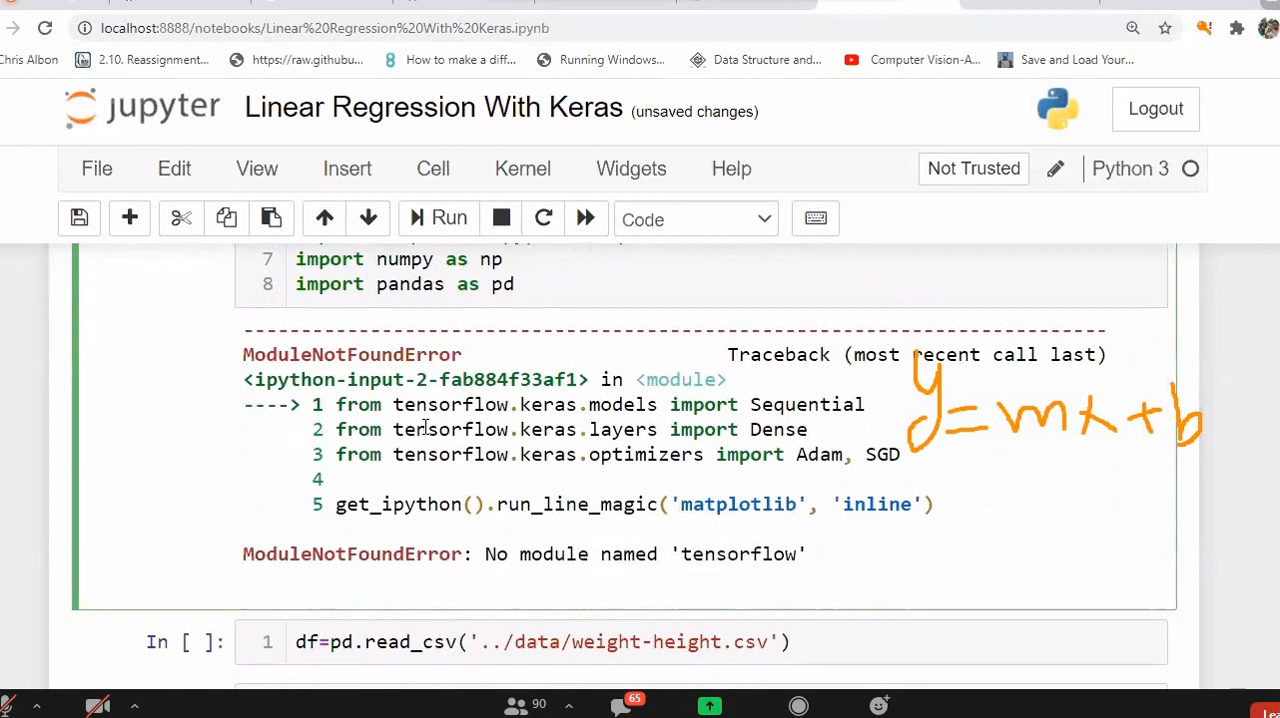 localhost:8888/notebooks/Linear%20Regression%20With%20Keras.ipynb
Chris Albon 2.10. Reassignment... https://raw.githubu... How to make a diff... Running Windows... Data Structure and... Computer Vision-A... Save and Load Your...
jupyter Linear Regression With Keras (unsaved changes) Logout
File Edit View Insert Cell Kernel Widgets Help Not Trusted Python 3
Run Code
7 import numpy as np
8 import pandas as pd
---------------------------------------------------------------------------
ModuleNotFoundError Traceback (most recent call last)
<ipython-input-2-fab884f33af1> in <module>
----> 1 from tensorflow.keras.models import Sequential
2 from tensorflow.keras.layers import Dense
3 from tensorflow.keras.optimizers import Adam, SGD
4
5 get_ipython().run_line_magic('matplotlib', 'inline')
y = mx + b
ModuleNotFoundError: No module named 'tensorflow'
In [ ]: 1 df=pd.read_csv('../data/weight-height.csv')
90 65